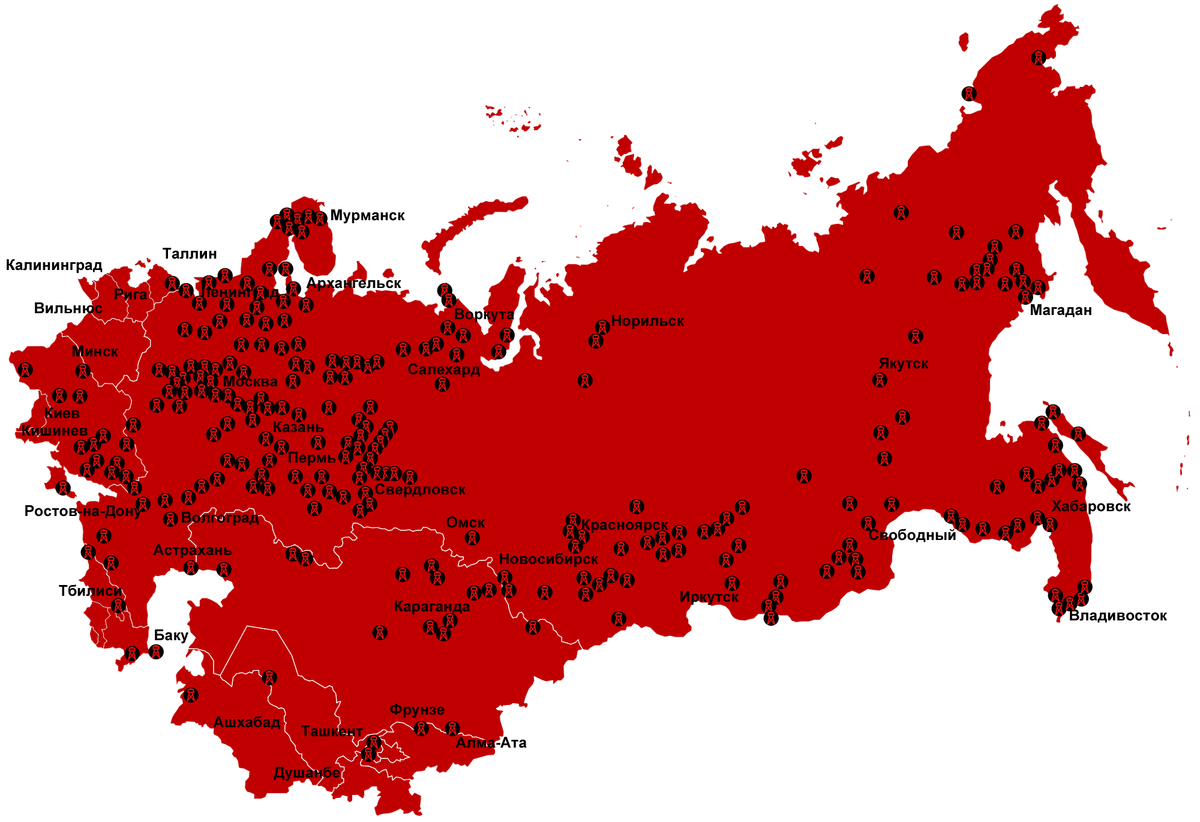 Мурманск
Таллин
Калининград
Архангельск
Рига
Ленинград
Вильнюс
Воркута
Норильск
Магадан
Минск
Салехард
Якутск
Москва
Киев
Казань
Кишинев
Пермь
Свердловск
Ростов-на-Дону
Хабаровск
Волгоград
Омск
Красноярск
Свободный
Астрахань
Новосибирск
Тбилиси
Иркутск
Караганда
Владивосток
Баку
Фрунзе
Ашхабад
Ташкент
Алма-Ата
Душанбе